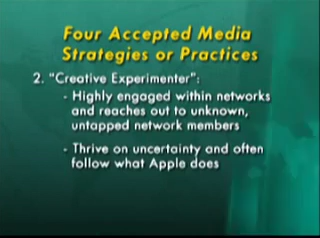 Four Accepted Media
Strategies or Practices
2. "Creative Experimenter":
- Highly engaged within networks
and reaches out to unknown,
untapped network members
- Thrive on uncertainty and often
follow what Apple does